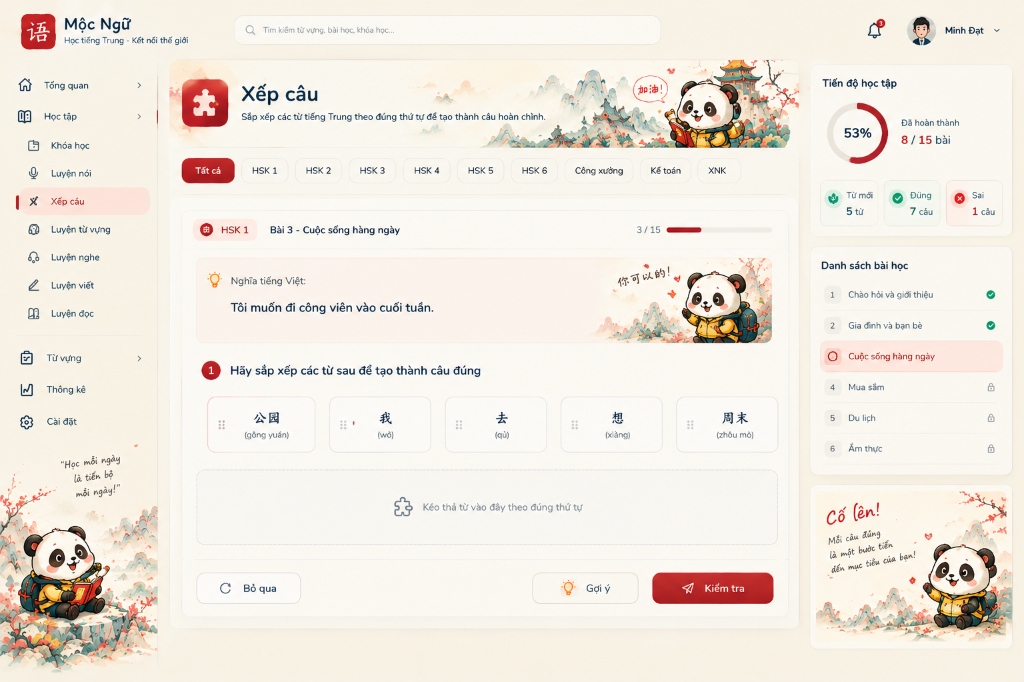 语
Mộc Ngữ
Học tiếng Trung · Kết nối thế giới
Tìm kiếm từ vựng, bài học, khóa học...
Minh Đạt
Tổng quan
Học tập
Khóa học
Luyện nói
Xếp câu
Luyện từ vựng
Luyện nghe
Luyện viết
Luyện đọc
Từ vựng
Thống kê
Cài đặt
"Học mỗi ngày
là tiến bộ
mỗi ngày!"
Xếp câu
Sắp xếp các từ tiếng Trung theo đúng thứ tự để tạo thành câu hoàn chỉnh.
加油!
Tất cả
HSK 1
HSK 2
HSK 3
HSK 4
HSK 5
HSK 6
Công xưởng
Kế toán
XNK
HSK 1
Bài 3 - Cuộc sống hàng ngày
3 / 15
Nghĩa tiếng Việt:
Tôi muốn đi công viên vào cuối tuần.
你可以的!
1 Hãy sắp xếp các từ sau để tạo thành câu đúng
公园
(gōng yuán)
我
(wǒ)
去
(qù)
想
(xiàng)
周末
(zhōu mò)
Kéo thả từ vào đây theo đúng thứ tự
Bỏ qua
Gợi ý
Kiểm tra
Tiến độ học tập
53%
Đã hoàn thành
8 / 15 bài
Từ mới
5 từ
Đúng
7 câu
Sai
1 câu
Danh sách bài học
1 Chào hỏi và giới thiệu
2 Gia đình và bạn bè
Cuộc sống hàng ngày
4 Mua sắm
5 Du lịch
6 Ẩm thực
Cố lên!
Mỗi câu đúng
là một bước tiến
đến mục tiêu của bạn!